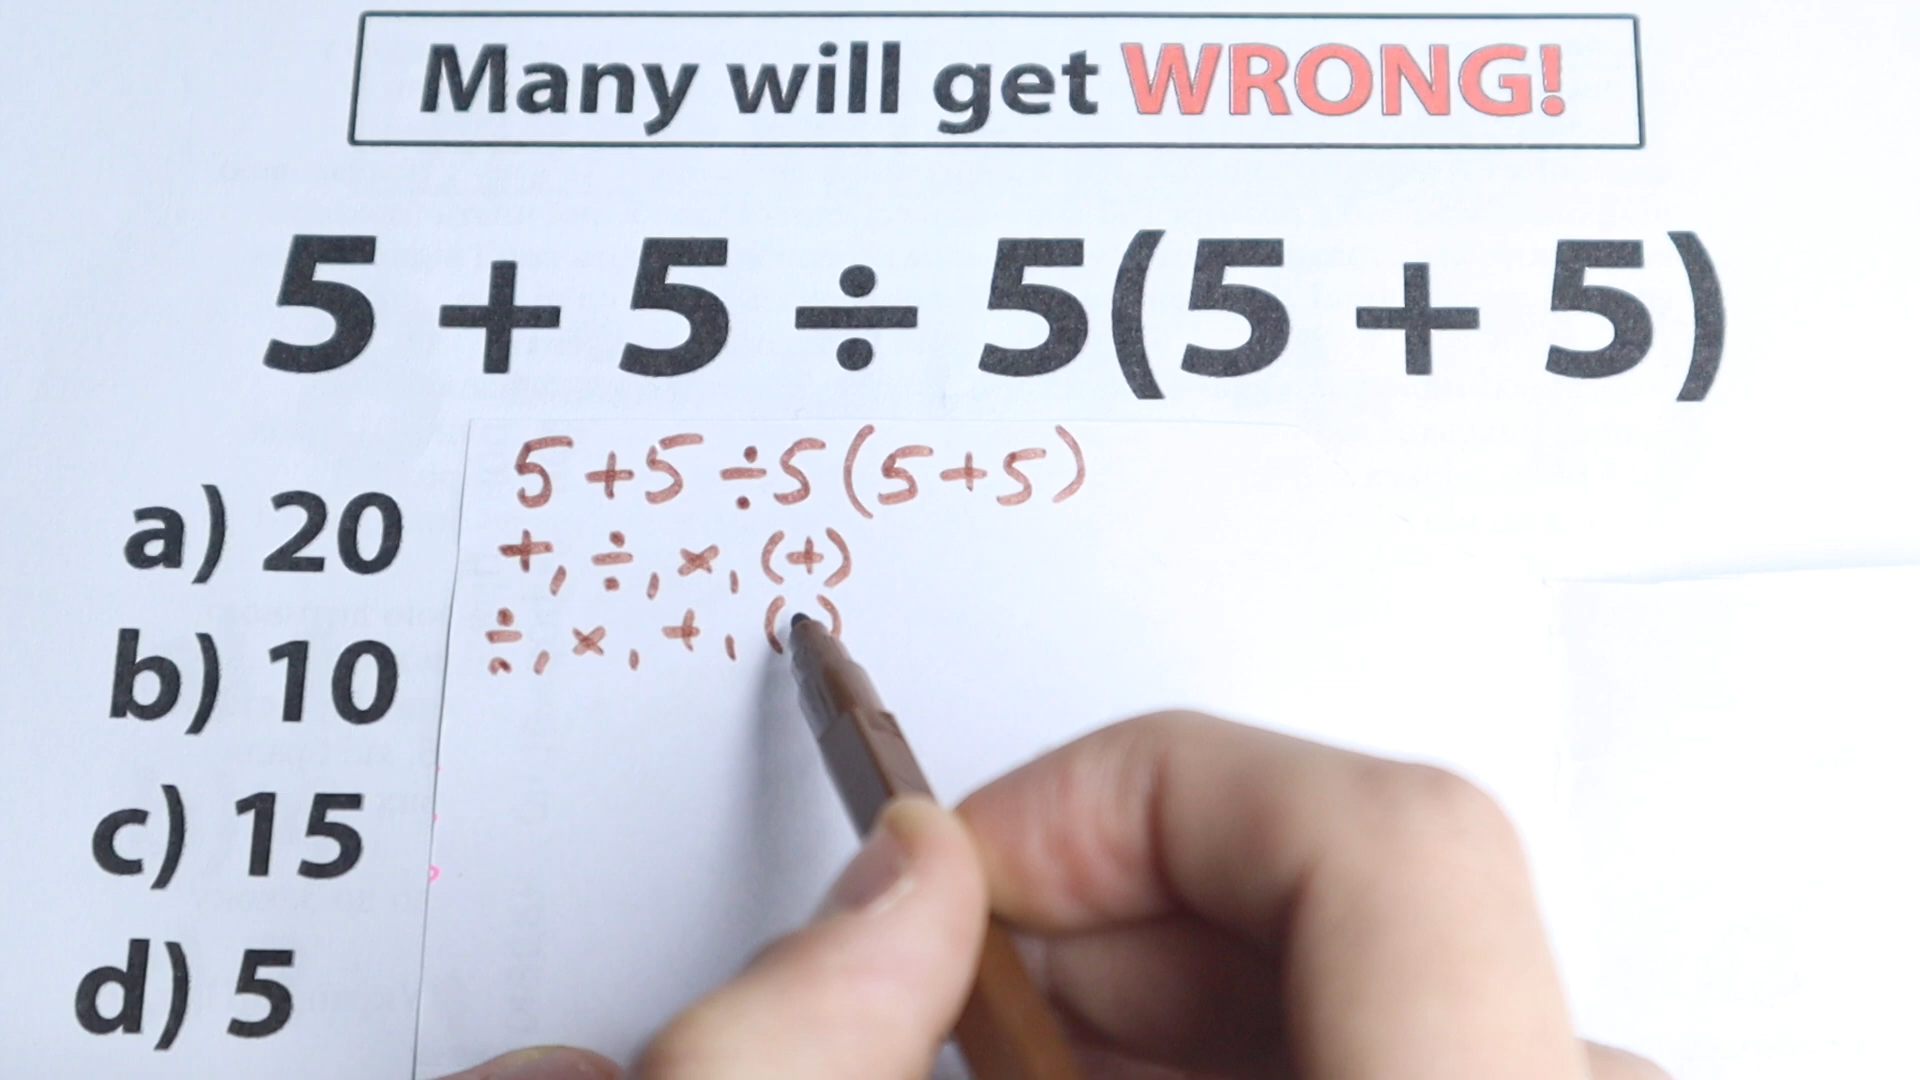 Many will get WRONG!
5 + 5 ÷ 5(5 + 5)
5 + 5 ÷ 5 (5 + 5)
+, ÷, ×, (+)
÷, ×, +, ( )
a) 20
b) 10
c) 15
d) 5